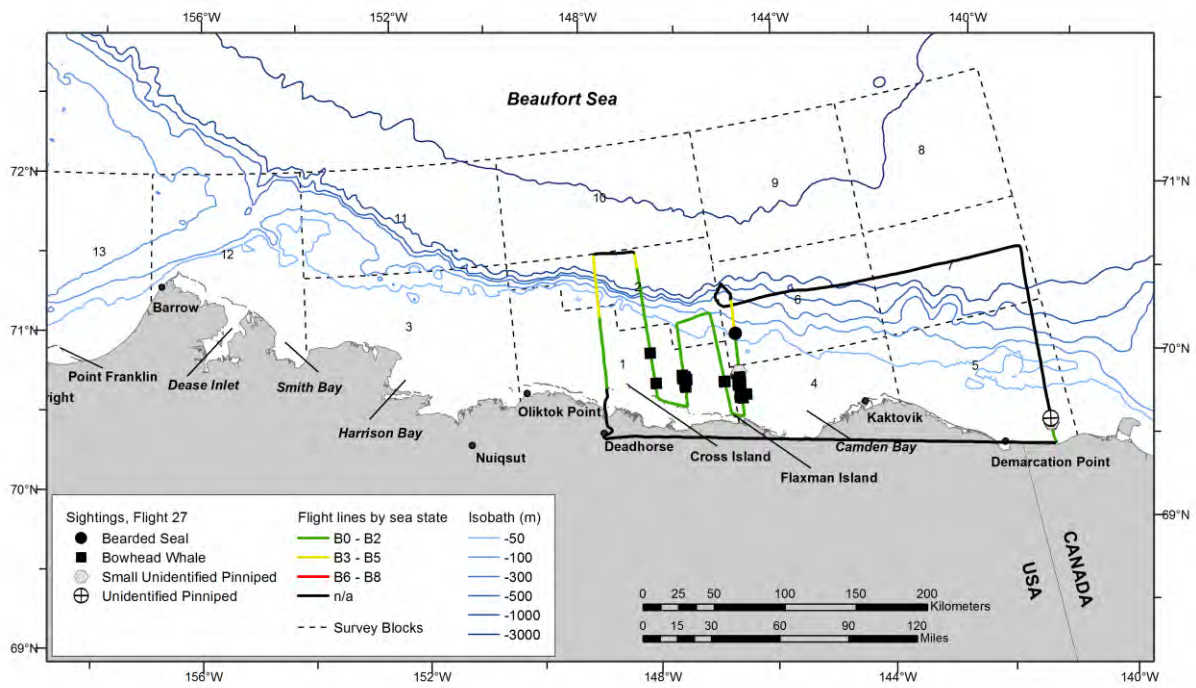 156°W
152°W
148°W
144°W
140°W
Beaufort Sea
8
72°N
9
71°N
10
11
13
12
7
2
6
Barrow
71°N
3
70°N
Point Franklin
1
5
4
Dease Inlet
Smith Bay
right
Kaktovik
Oliktok Point
Harrison Bay
Deadhorse
Camden Bay
Nuiqsut
Cross Island
Demarcation Point
Flaxman Island
70°N
69°N
Sightings, Flight 27
Bearded Seal
Bowhead Whale
Small Unidentified Pinniped
Unidentified Pinniped
Flight lines by sea state
B0 - B2
B3 - B5
B6 - B8
n/a
Survey Blocks
Isobath (m)
-50
-100
-300
-500
-1000
-3000
CANADA
USA
0 25 50 100 150 200
Kilometers
0 15 30 60 90 120
Miles
69°N
156°W
152°W
148°W
144°W
140°W